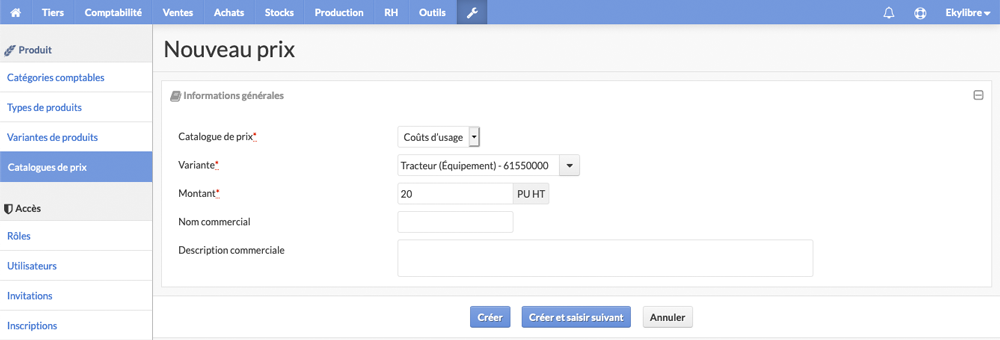 Tiers Comptabilité Ventes Achats Stocks Production RH Outils Ekylibre
Produit
Catégories comptables
Types de produits
Variantes de produits
Catalogues de prix
Accès
Rôles
Utilisateurs
Invitations
Inscriptions
Nouveau prix
Informations générales
Catalogue de prix* Coûts d'usage
Variante* Tracteur (Équipement) - 61550000
Montant* 20 PU HT
Nom commercial
Description commerciale
Créer Créer et saisir suivant Annuler